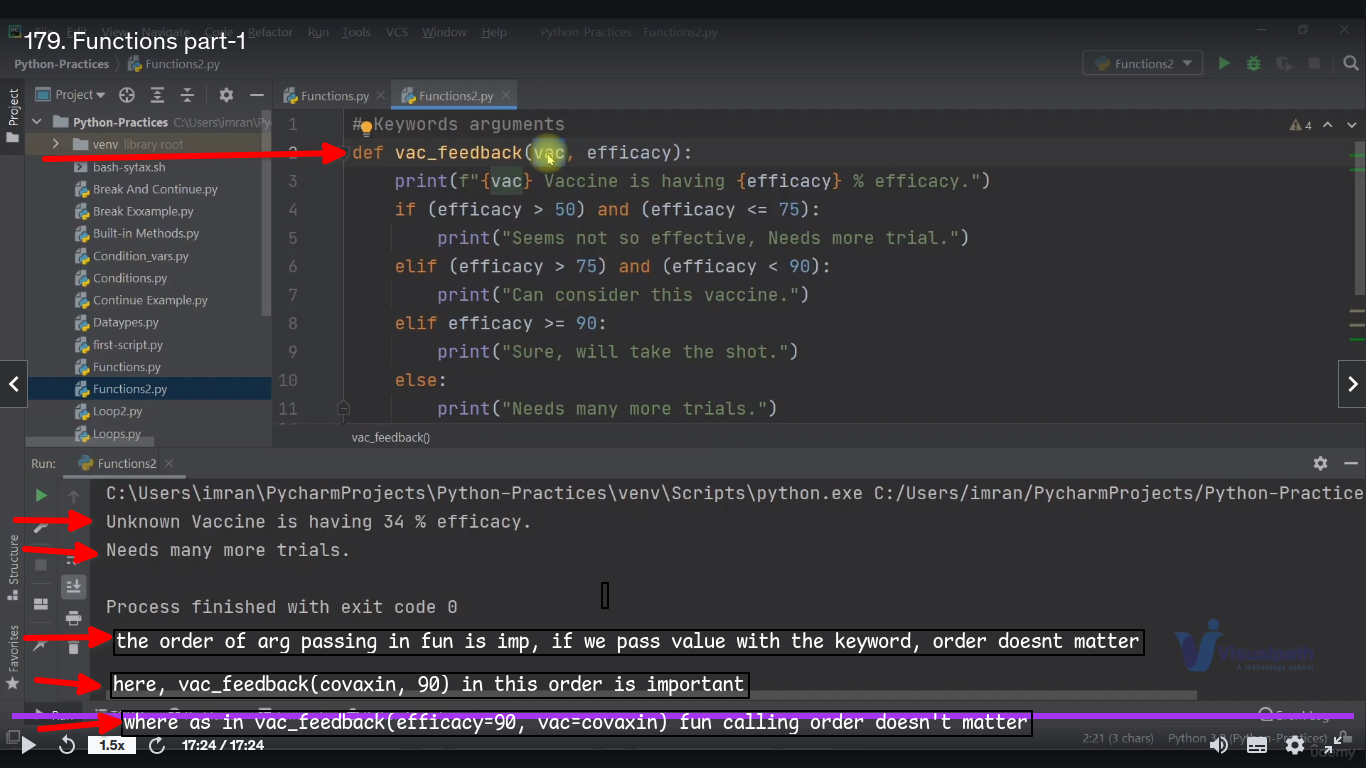 179. Functions part-1
File Edit View Navigate Code Refactor Run Tools VCS Window Help Python-Practices - Functions2.py
Python-Practices Functions2.py
Functions2
Project
Project
Functions.py
Functions2.py
Python-Practices C:\Users\imran\Py
venv library root
bash-sytax.sh
Break And Continue.py
Break Exxample.py
Built-in Methods.py
Condition_vars.py
Conditions.py
Continue Example.py
Dataypes.py
first-script.py
Functions.py
Functions2.py
Loop2.py
Loops.py
1 # Keywords arguments
2 def vac_feedback(vac, efficacy):
3 print(f"{vac} Vaccine is having {efficacy} % efficacy.")
4 if (efficacy > 50) and (efficacy <= 75):
5 print("Seems not so effective, Needs more trial.")
6 elif (efficacy > 75) and (efficacy < 90):
7 print("Can consider this vaccine.")
8 elif efficacy >= 90:
9 print("Sure, will take the shot.")
10 else:
11 print("Needs many more trials.")
4
vac_feedback()
Run: Functions2
C:\Users\imran\PycharmProjects\Python-Practices\venv\Scripts\python.exe C:/Users/imran/PycharmProjects/Python-Practice
Unknown Vaccine is having 34 % efficacy.
Needs many more trials.
Process finished with exit code 0
Structure
Favorites
the order of arg passing in fun is imp, if we pass value with the keyword, order doesnt matter
here, vac_feedback(covaxin, 90) in this order is important
where as in vac_feedback(efficacy=90, vac=covaxin) fun calling order doesn't matter
Visualpath
A technology school
Run
Event Log
2:21 (3 chars) Python 3.9 (Python-Practices)
1.5x 17:24 / 17:24
udemy